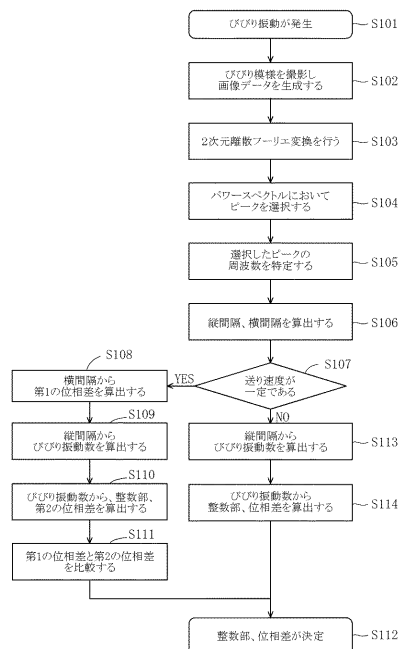 びびり振動が発生
S101
びびり模様を撮影し
画像データを生成する
S102
2次元離散フーリエ変換を行う
S103
パワースペクトルにおいて
ピークを選択する
S104
選択したピークの
周波数を特定する
S105
縦間隔、横間隔を算出する
S106
送り速度が
一定である
S107
YES
NO
横間隔から
第1の位相差を算出する
S108
縦間隔から
びびり振動数を算出する
S109
びびり振動数から、整数部、
第2の位相差を算出する
S110
第1の位相差と第2の位相差
を比較する
S111
縦間隔から
びびり振動数を算出する
S113
びびり振動数から
整数部、位相差を算出する
S114
整数部、位相差が決定
S112